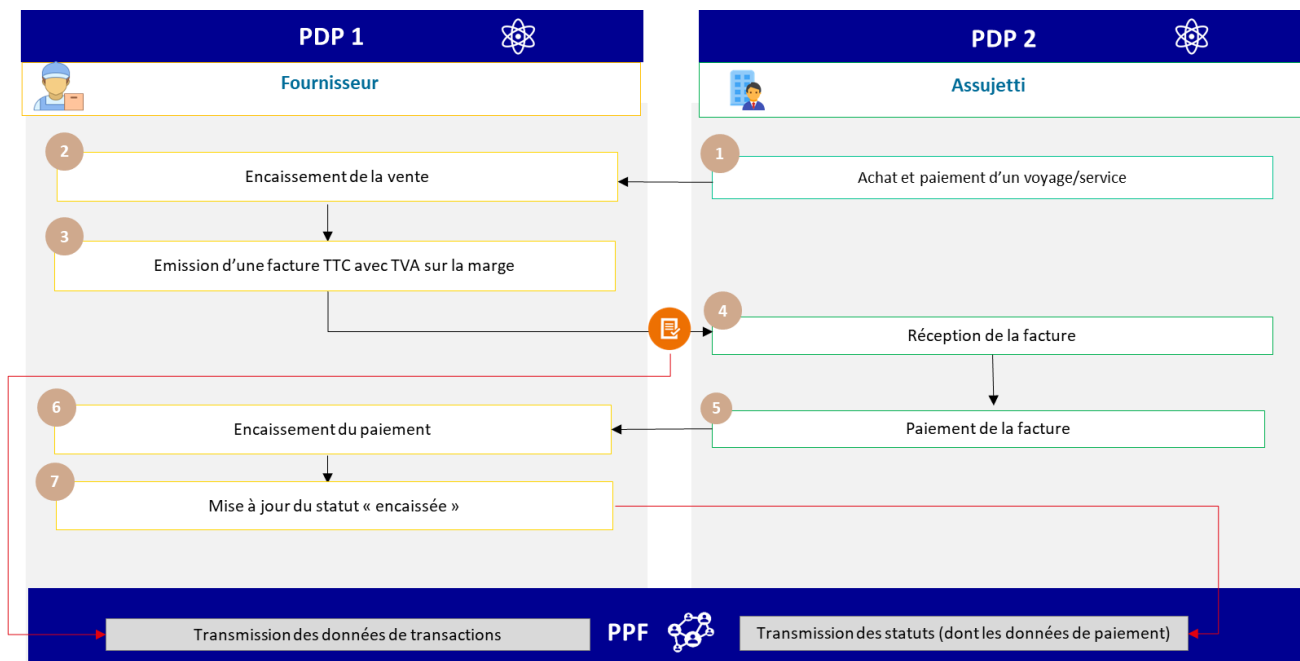 PDP 1
PDP 2
Fournisseur
Assujetti
2
Encaissement de la vente
1
Achat et paiement d’un voyage/service
3
Emission d’une facture TTC avec TVA sur la marge
4
Réception de la facture
6
Encaissement du paiement
5
Paiement de la facture
7
Mise à jour du statut « encaissée »
Transmission des données de transactions
PPF
Transmission des statuts (dont les données de paiement)